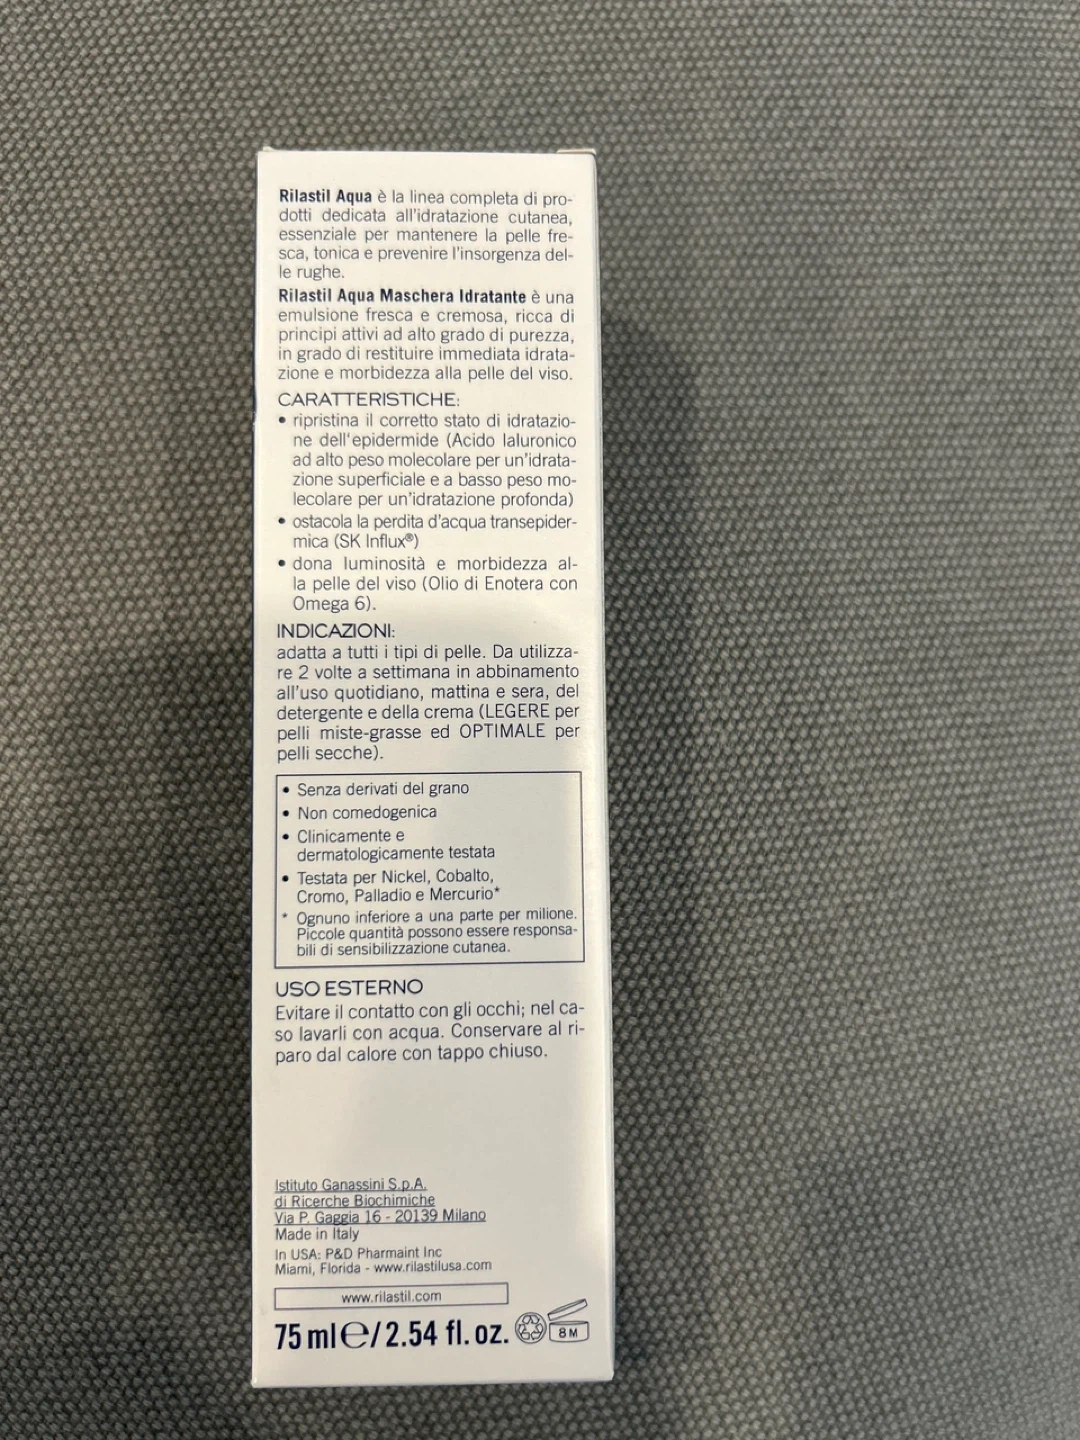 Rilastil Aqua è la linea completa di pro-
dotti dedicata all'idratazione cutanea,
essenziale per mantenere la pelle fre-
sca, tonica e prevenire l'insorgenza del-
le rughe.
Rilastil Aqua Maschera Idratante è una
emulsione fresca e cremosa, ricca di
principi attivi ad alto grado di purezza,
in grado di restituire immediata idrata-
zione e morbidezza alla pelle del viso.
CARATTERISTICHE:
• ripristina il corretto stato di idratazio-
ne dell'epidermide (Acido Ialuronico
ad alto peso molecolare per un'idrata-
zione superficiale e a basso peso mo-
lecolare per un'idratazione profonda)
• ostacola la perdita d'acqua transepider-
mica (SK Influx®)
• dona luminosità e morbidezza al-
la pelle del viso (Olio di Enotera con
Omega 6).
INDICAZIONI:
adatta a tutti i tipi di pelle. Da utilizza-
re 2 volte a settimana in abbinamento
all'uso quotidiano, mattina e sera, del
detergente e della crema (LEGERE per
pelli miste-grasse ed OPTIMALE per
pelli secche).
• Senza derivati del grano
• Non comedogenica
• Clinicamente e
dermatologicamente testata
• Testata per Nickel, Cobalto,
Cromo, Palladio e Mercurio*
* Ognuno inferiore a una parte per milione.
Piccole quantità possono essere responsa-
bili di sensibilizzazione cutanea.
USO ESTERNO
Evitare il contatto con gli occhi; nel ca-
so lavarli con acqua. Conservare al ri-
paro dal calore con tappo chiuso.
Istituto Ganassini S.p.A.
di Ricerche Biochimiche
Via P. Gaggia 16 - 20139 Milano
Made in Italy
In USA: P&D Pharmaint Inc
Miami, Florida - www.rilastilusa.com
www.rilastil.com
75 ml ℮ / 2.54 fl. oz. 8 M